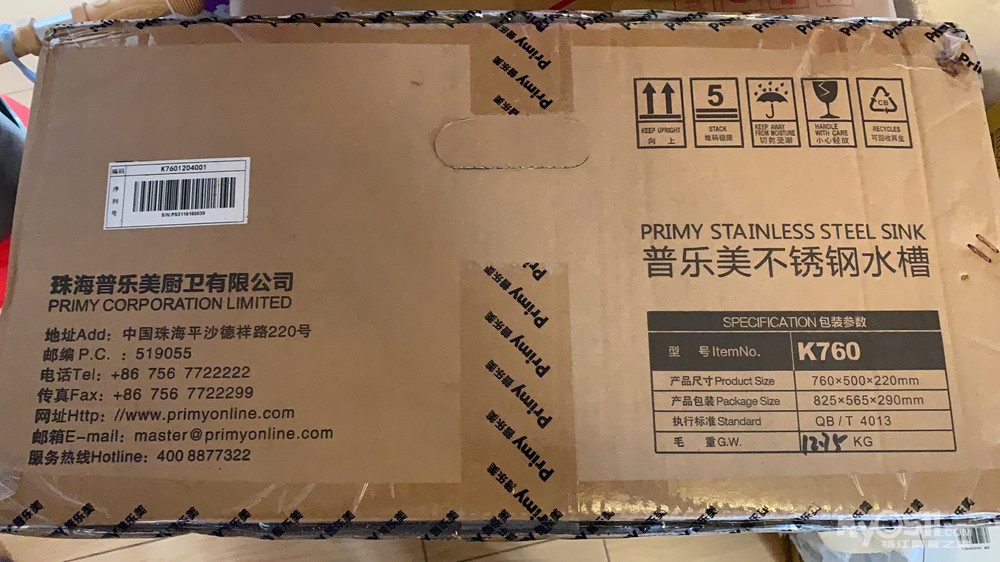 Primy普乐美
KEEP UPRIGHT
向 上
5
STACK
堆码极限
KEEP AWAY
FROM MOISTURE
切勿受潮
HANDLE
WITH CARE
小心轻放
CB
RECYCLES
可回收再生
编码
K7601204001
序列号
S/N:PS3116150039
PRIMY STAINLESS STEEL SINK
普乐美不锈钢水槽
珠海普乐美厨卫有限公司
PRIMY CORPORATION LIMITED
地址Add: 中国珠海平沙德祥路220号
邮编 P.C. : 519055
电话Tel: +86 756 7722222
传真Fax: +86 756 7722299
网址Http: //www.primyonline.com
邮箱E-mail: master@primyonline.com
服务热线Hotline: 400 8877322
SPECIFICATION 包装参数
型 号ItemNo. K760
产品尺寸Product Size 760×500×220mm
产品包装Package Size 825×565×290mm
执行标准Standard QB/T 4013
毛 重G.W. 12.75 KG